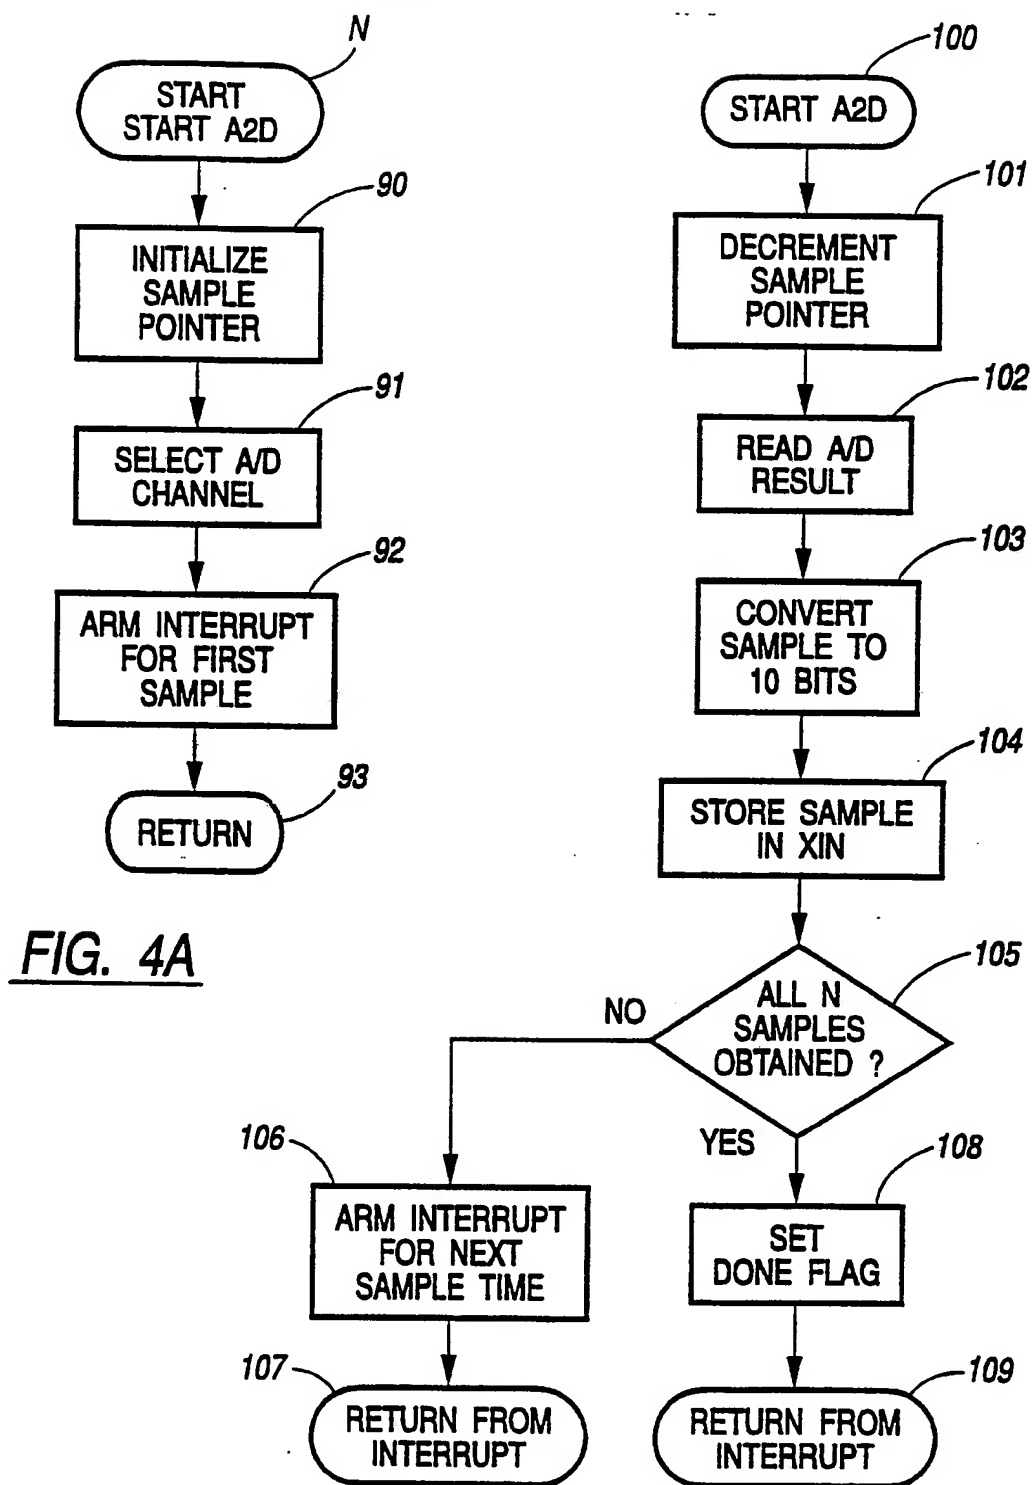 N
START
START A2D
90
INITIALIZE
SAMPLE
POINTER
91
SELECT A/D
CHANNEL
92
ARM INTERRUPT
FOR FIRST
SAMPLE
93
RETURN
FIG. 4A
100
START A2D
101
DECREMENT
SAMPLE
POINTER
102
READ A/D
RESULT
103
CONVERT
SAMPLE TO
10 BITS
104
STORE SAMPLE
IN XIN
105
ALL N
SAMPLES
OBTAINED ?
NO
YES
106
ARM INTERRUPT
FOR NEXT
SAMPLE TIME
107
RETURN FROM
INTERRUPT
108
SET
DONE FLAG
109
RETURN FROM
INTERRUPT